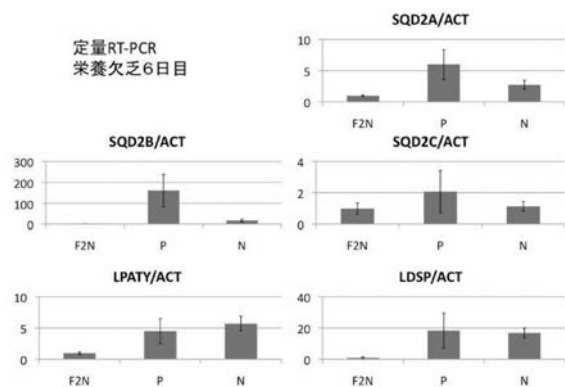 定量RT-PCR
栄養欠乏6日目
SQD2A/ACT
10
5
0
F2N P N
SQD2B/ACT
300
200
100
0
F2N P N
SQD2C/ACT
4
2
0
F2N P N
LPATY/ACT
10
5
0
F2N P N
LDSP/ACT
40
20
0
F2N P N